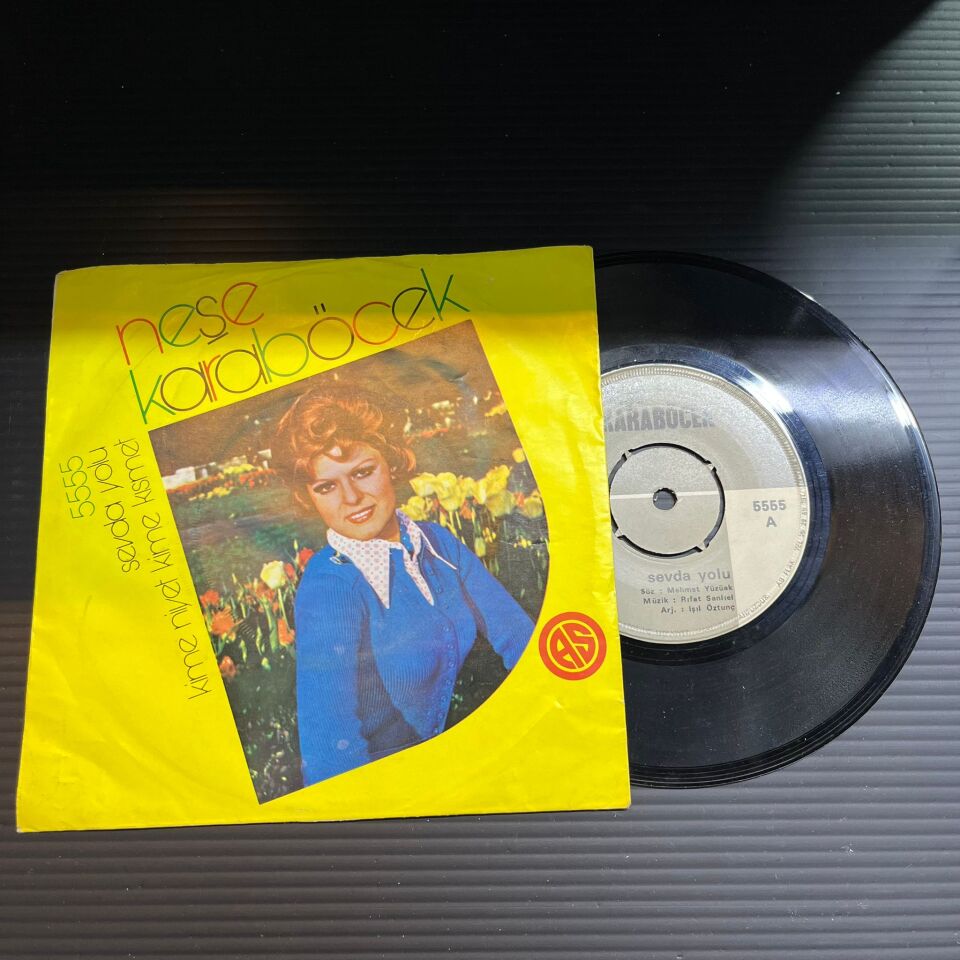 neşe
karaböcek
5555
sevda yolu
kime niyet kime kısmet
AS
KARABÖCEK
5555
A
sevda yolu
Söz : Mehmet Yüzüak
Müzik : Rıfat Şanlıel
Arj. : Işıl Öztunç